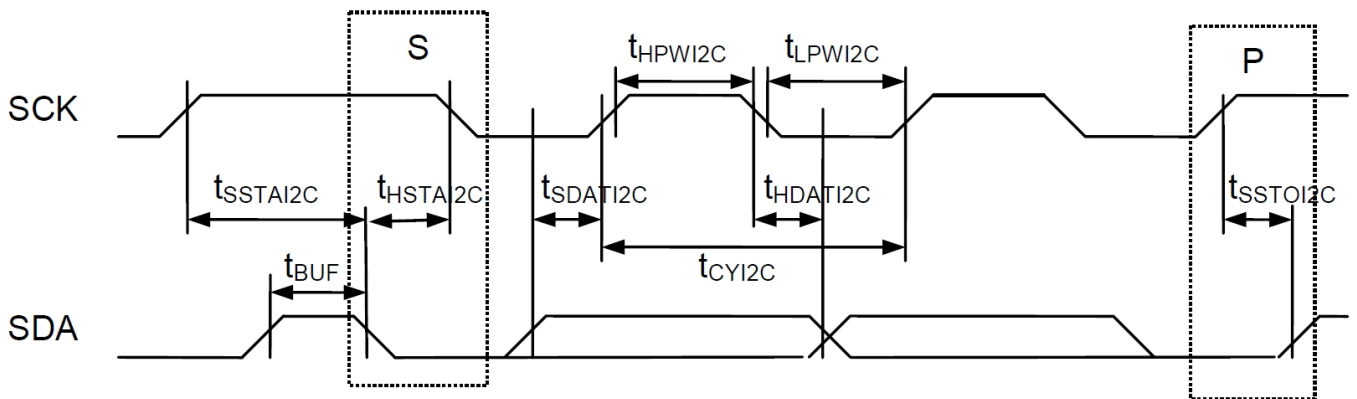 S
P
tHPWI2C
tLPWI2C
SCK
tSSTAI2C
tHSTAI2C
tSDATI2C
tHDATI2C
tSSTOI2C
tBUF
tCYI2C
SDA